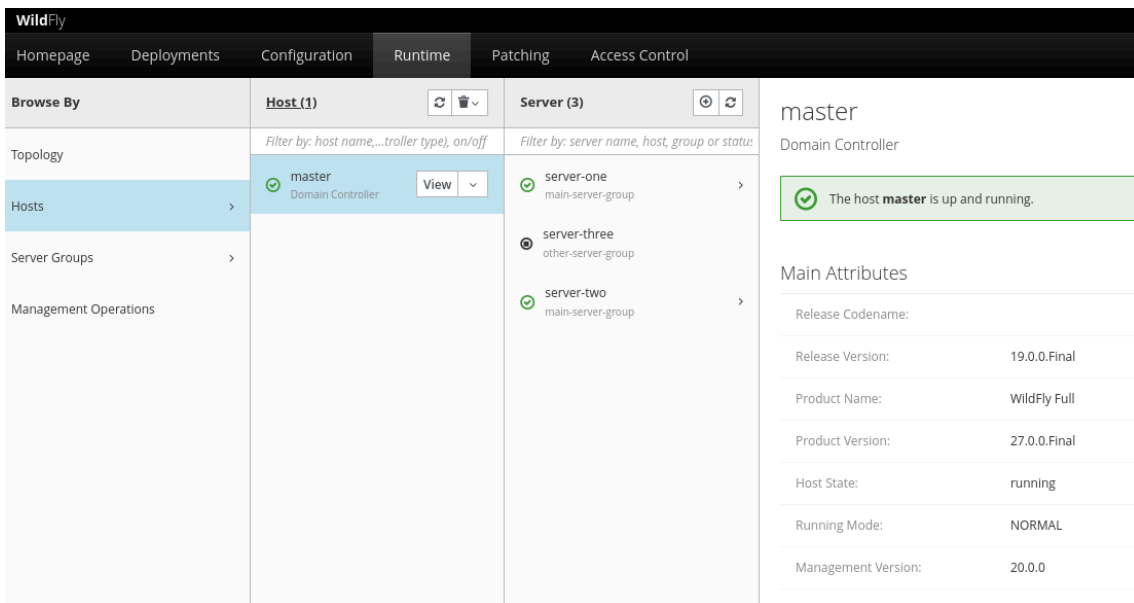 WildFly
Homepage Deployments Configuration Runtime Patching Access Control
Browse By
Topology
Hosts
Server Groups
Management Operations
Host (1)
Filter by: host name,...troller type), on/off
master
Domain Controller
View
Server (3)
Filter by: server name, host, group or status
server-one
main-server-group
server-three
other-server-group
server-two
main-server-group
master
Domain Controller
The host master is up and running.
Main Attributes
Release Codename:
Release Version: 19.0.0.Final
Product Name: WildFly Full
Product Version: 27.0.0.Final
Host State: running
Running Mode: NORMAL
Management Version: 20.0.0